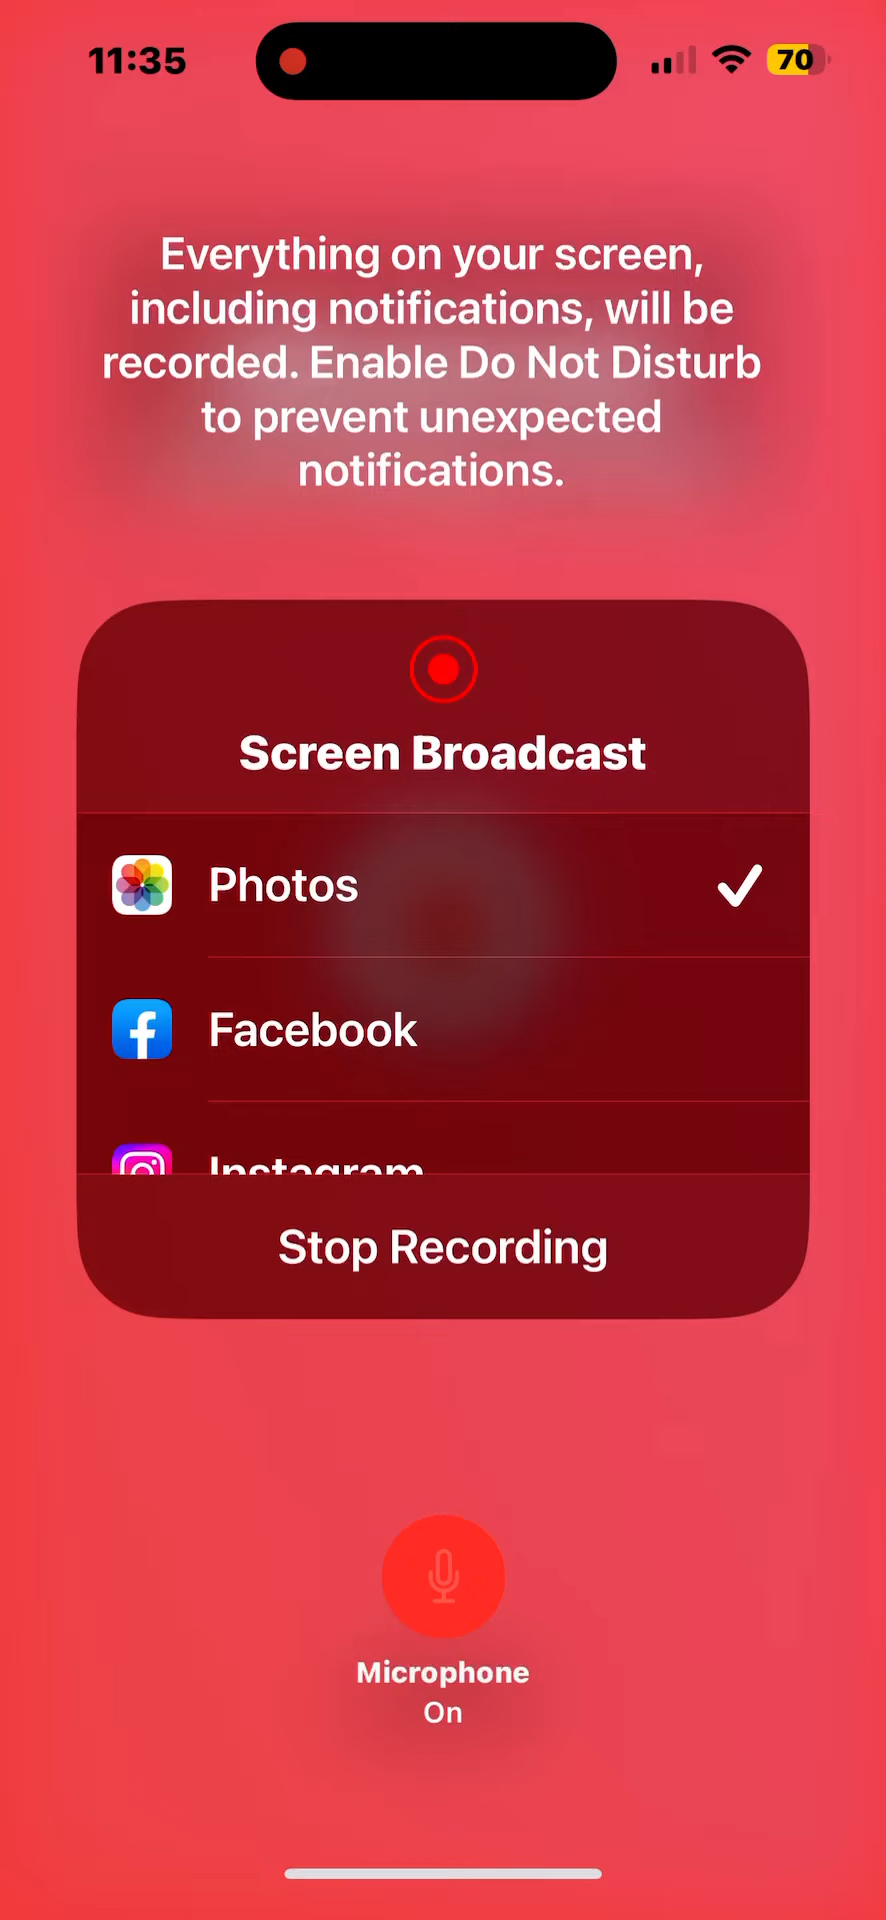 11:35
70
Everything on your screen,
including notifications, will be
recorded. Enable Do Not Disturb
to prevent unexpected
notifications.
Screen Broadcast
Photos
Facebook
Instagram
Stop Recording
Microphone
On